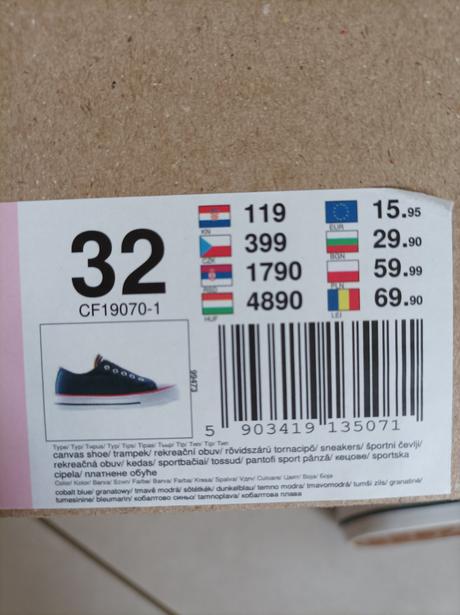 32
CF19070-1
119
KN
399
CZK
1790
RSD
4890
HUF
15.95
EUR
29.90
BGN
59.99
PLN
69.90
LEI
99473
5 903419 135071
canvas shoe/ trampek/ rekreační obuv/ rövidszárú tornacipő/ sneakers/ športni čevlji/
rekreačná obuv/ kedas/ sportbačiai/ tossud/ pantofi sport pânză/ кецове/ sportska
cipela/ платнене обуће
cobalt blue/ granatowy/ tmavě modrá/ sötétkék/ dunkelblau/ temno modra/ tmavomodrá/ tumši zils/ granatinė/
tumesinine/ bleumarin/ кобалтово синьо/ tamnoplava/ кобалтова плава